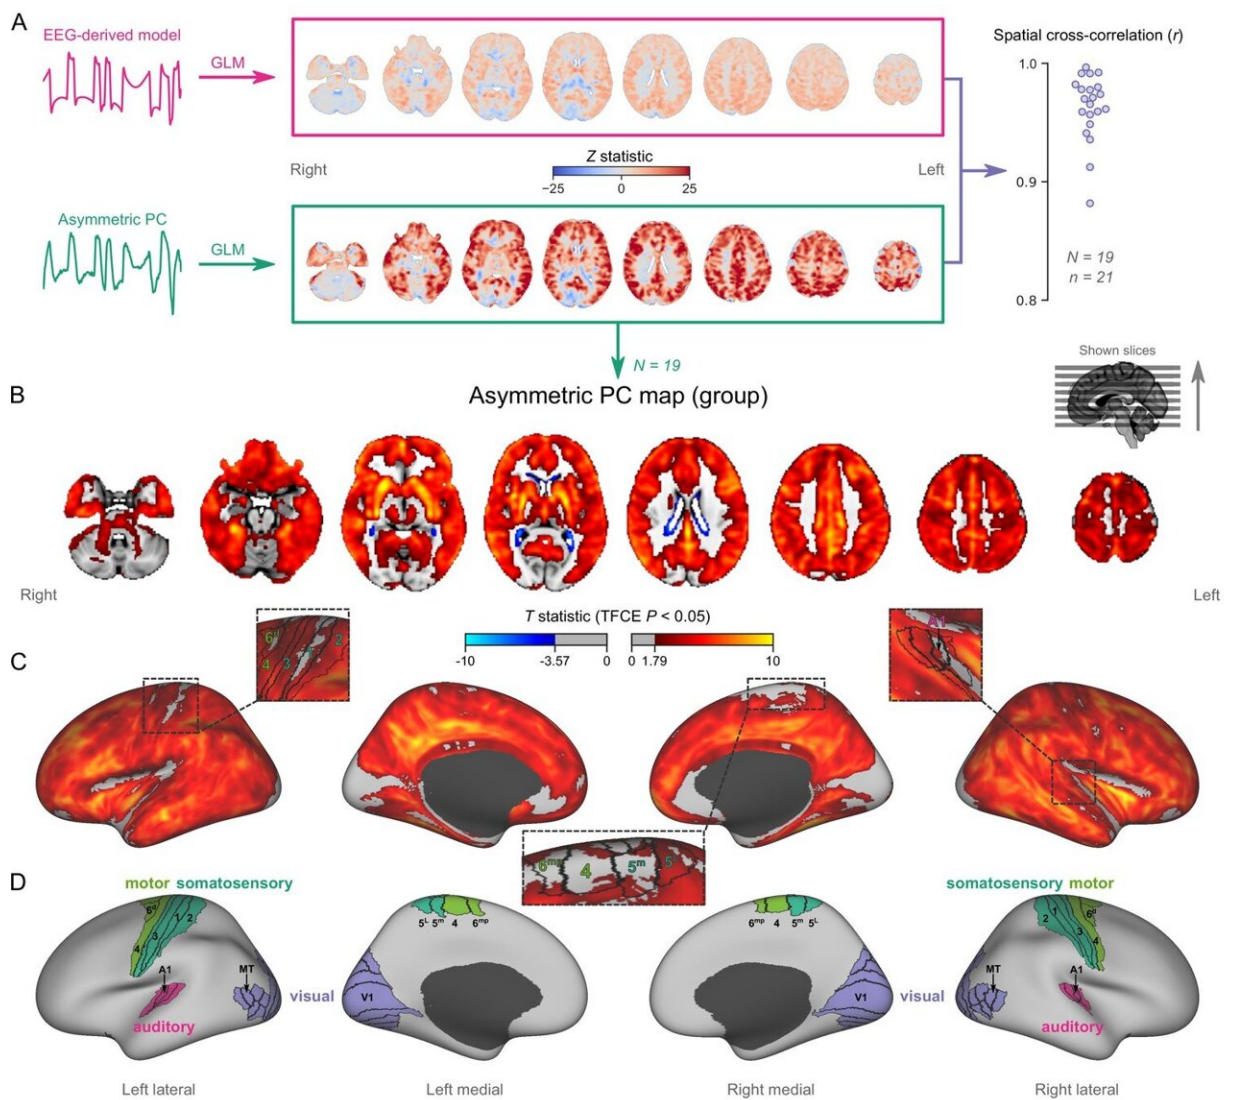 A
EEG-derived model
GLM
Spatial cross-correlation (r)
1.0
0.9
0.8
N = 19
n = 21
Right
Z statistic
Left
−25
0
25
Asymmetric PC
GLM
N = 19
Shown slices
B
Asymmetric PC map (group)
Right
Left
T statistic (TFCE P < 0.05)
-10
-3.57
0
0
1.79
10
6d
4
3
1
2
A1
C
6mp
4
5m
5
D
motor somatosensory
6d
1
2
3
4
A1
MT
auditory
visual
V1
5L
5m
4
6mp
6mp
4
5m
5L
V1
visual
somatosensory motor
2
1
3
6d
4
MT
A1
auditory
Left lateral
Left medial
Right medial
Right lateral